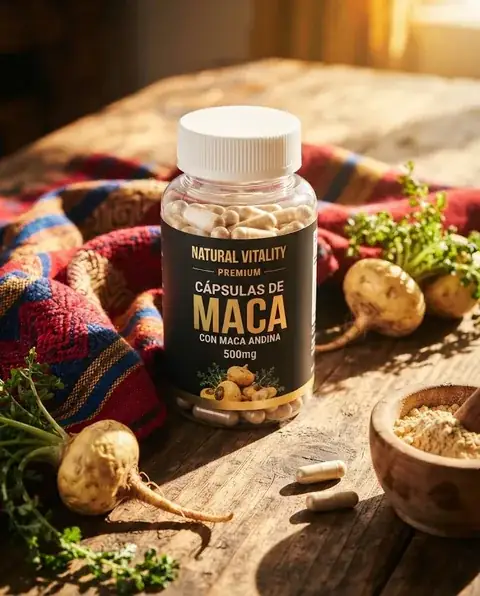 NATURAL VITALITY
PREMIUM
CÁPSULAS DE
MACA
CON MACA ANDINA
500mg